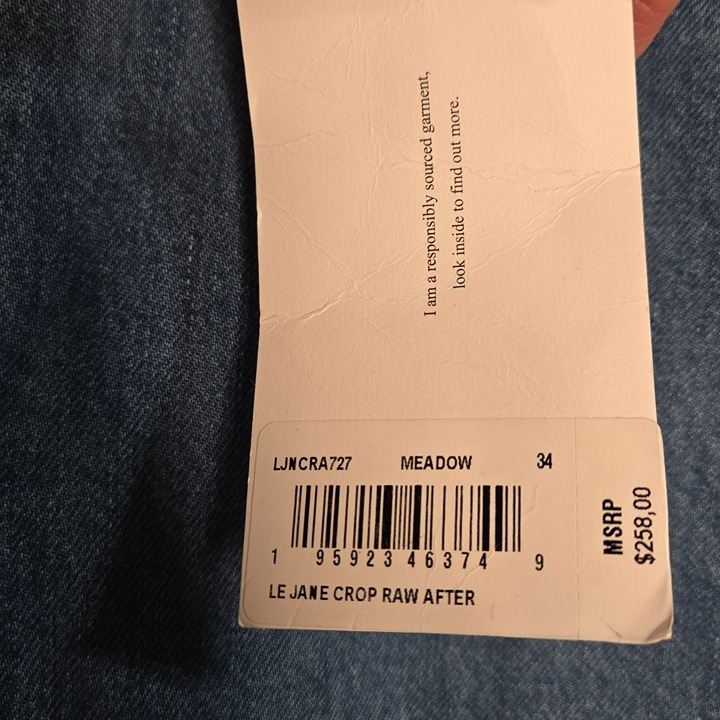 I am a responsibly sourced garment,
look inside to find out more.
LJNCRA727 MEADOW 34
1 95923 46374 9
LE JANE CROP RAW AFTER
MSRP
$258,00